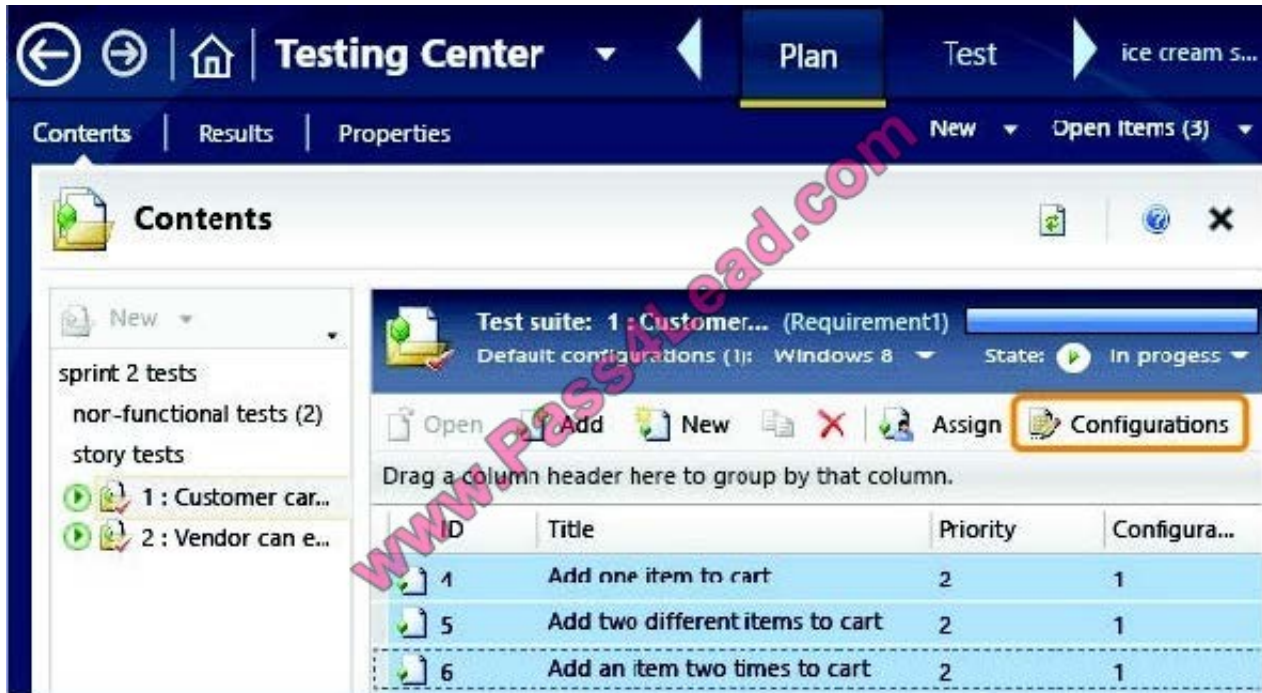 Testing Center Plan Test ice cream s...
Contents | Results | Properties New Open Items (3)
Contents
New
sprint 2 tests
nor-functional tests (2)
story tests
1 : Customer car...
2 : Vendor can e...
Test suite: 1 : Customer... (Requirement1)
Default configurations (1): Windows 8 State: In progess
Open Add New Assign Configurations
Drag a column header here to group by that column.
ID Title Priority Configura...
4 Add one item to cart 2 1
5 Add two different items to cart 2 1
6 Add an item two times to cart 2 1
www.Pass4Lead.com